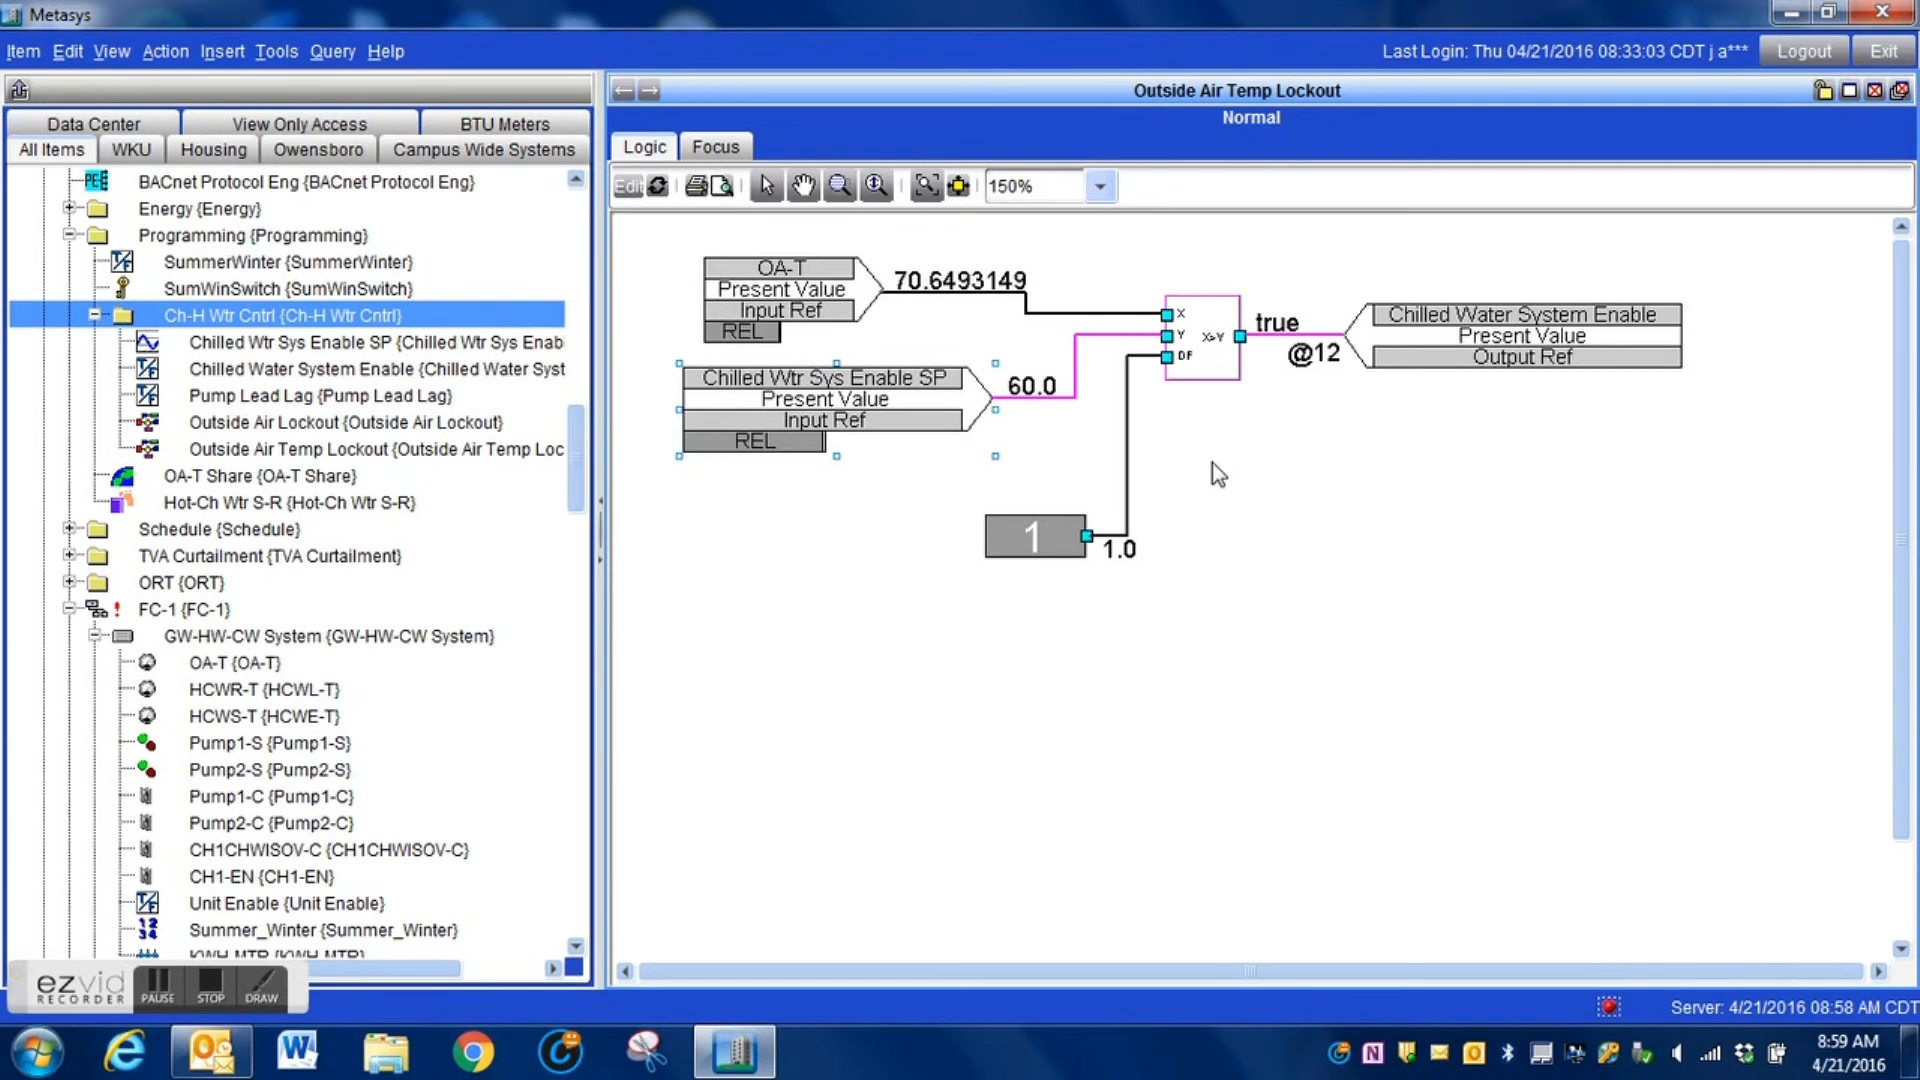 Metasys
Item Edit View Action Insert Tools Query Help
Last Login: Thu 04/21/2016 08:33:03 CDT j a***
Logout
Exit
Data Center
View Only Access
BTU Meters
All Items
WKU
Housing
Owensboro
Campus Wide Systems
BACnet Protocol Eng {BACnet Protocol Eng}
Energy {Energy}
Programming {Programming}
SummerWinter {SummerWinter}
SumWinSwitch {SumWinSwitch}
Ch-H Wtr Cntrl {Ch-H Wtr Cntrl}
Chilled Wtr Sys Enable SP {Chilled Wtr Sys Enab
Chilled Water System Enable {Chilled Water Syst
Pump Lead Lag {Pump Lead Lag}
Outside Air Lockout {Outside Air Lockout}
Outside Air Temp Lockout {Outside Air Temp Loc
OA-T Share {OA-T Share}
Hot-Ch Wtr S-R {Hot-Ch Wtr S-R}
Schedule {Schedule}
TVA Curtailment {TVA Curtailment}
ORT {ORT}
FC-1 {FC-1}
GW-HW-CW System {GW-HW-CW System}
OA-T {OA-T}
HCWR-T {HCWL-T}
HCWS-T {HCWE-T}
Pump1-S {Pump1-S}
Pump2-S {Pump2-S}
Pump1-C {Pump1-C}
Pump2-C {Pump2-C}
CH1CHWISOV-C {CH1CHWISOV-C}
CH1-EN {CH1-EN}
Unit Enable {Unit Enable}
Summer_Winter {Summer_Winter}
KWH-MTR {KWH-MTR}
Outside Air Temp Lockout
Normal
Logic
Focus
Edit
150%
OA-T
Present Value
Input Ref
REL
70.6493149
Chilled Wtr Sys Enable SP
Present Value
Input Ref
REL
60.0
1
1.0
X
Y
DF
X>Y
true
@12
Chilled Water System Enable
Present Value
Output Ref
ezvid
RECORDER
PAUSE
STOP
DRAW
Server: 4/21/2016 08:58 AM CDT
8:59 AM
4/21/2016